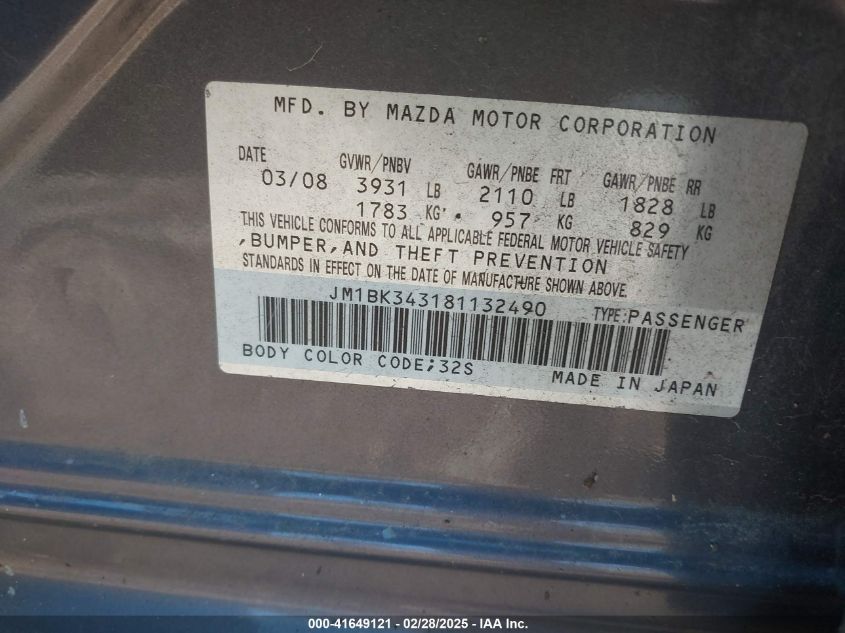 MFD. BY MAZDA MOTOR CORPORATION
DATE GVWR/PNBV GAWR/PNBE FRT GAWR/PNBE RR
03/08 3931 LB 2110 LB 1828 LB
1783 KG 957 KG 829 KG
THIS VEHICLE CONFORMS TO ALL APPLICABLE FEDERAL MOTOR VEHICLE SAFETY
,BUMPER,AND THEFT PREVENTION
STANDARDS IN EFFECT ON THE DATE OF MANUFACTURE SHOWN ABOVE.
JM1BK343181132490 TYPE:PASSENGER
BODY COLOR CODE;32S MADE IN JAPAN
000-41649121 - 02/28/2025 - IAA Inc.